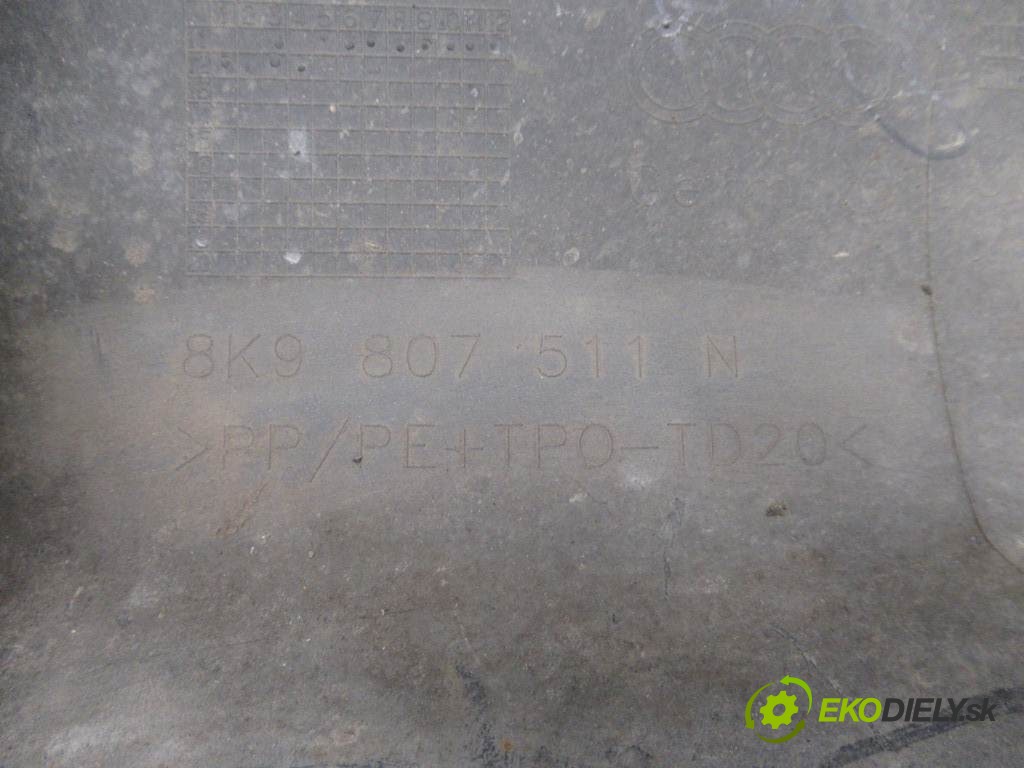 8K9 807 511 N
>PP/PE+TPO-TD20<
EKODIELY.sk